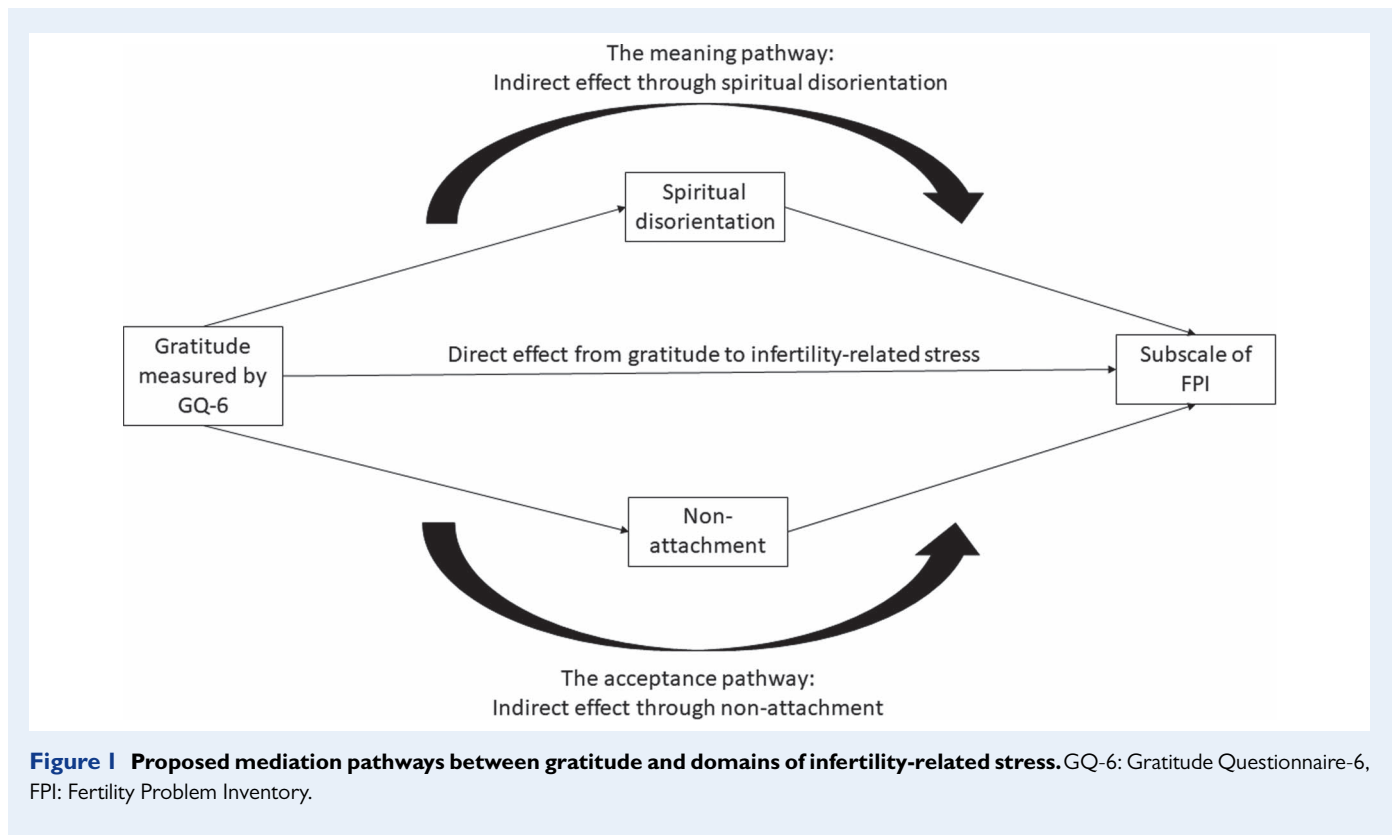 The meaning pathway:
Indirect effect through spiritual disorientation
Spiritual
disorientation
Gratitude
measured by
GQ-6
Direct effect from gratitude to infertility-related stress
Subscale of
FPI
Non-
attachment
The acceptance pathway:
Indirect effect through non-attachment
Figure 1 Proposed mediation pathways between gratitude and domains of infertility-related stress. GQ-6: Gratitude Questionnaire-6,
FPI: Fertility Problem Inventory.